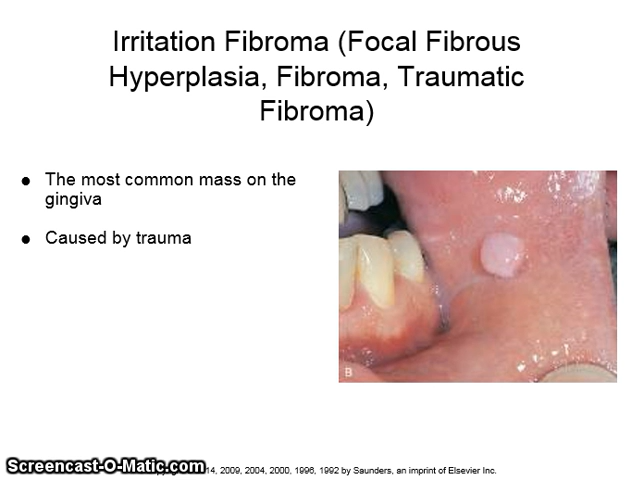 Irritation Fibroma (Focal Fibrous
Hyperplasia, Fibroma, Traumatic
Fibroma)
● The most common mass on the
gingiva
● Caused by trauma
B
Screencast-O-Matic.com
14, 2009, 2004, 2000, 1996, 1992 by Saunders, an imprint of Elsevier Inc.